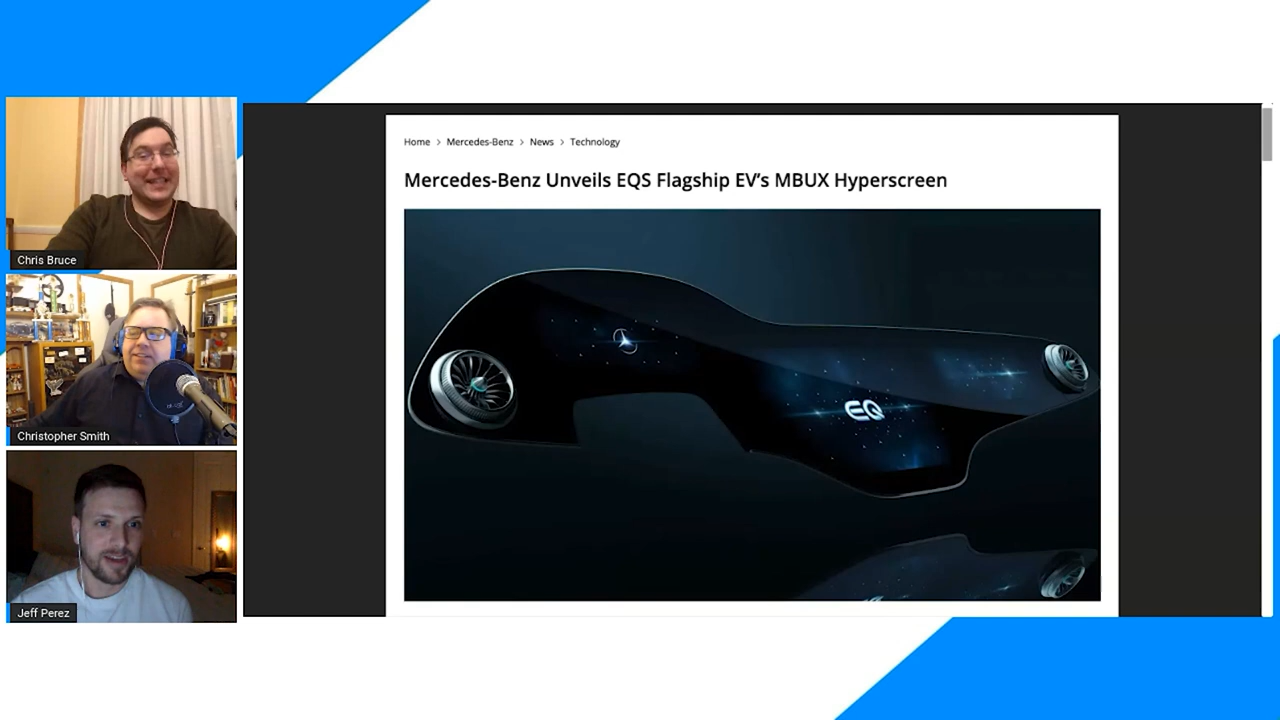 Home > Mercedes-Benz > News > Technology
Mercedes-Benz Unveils EQS Flagship EV’s MBUX Hyperscreen
EQ
Chris Bruce
Christopher Smith
Jeff Perez